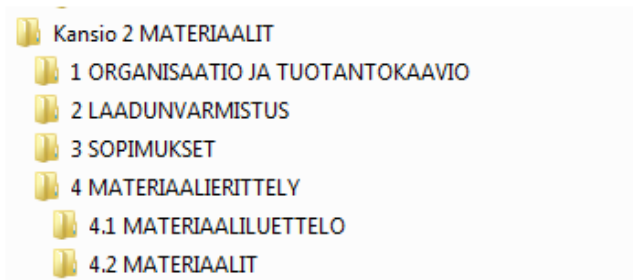 Kansio 2 MATERIAALIT
1 ORGANISAATIO JA TUOTANTOKAAVIO
2 LAADUNVARMISTUS
3 SOPIMUKSET
4 MATERIAALIERITTELY
4.1 MATERIAALILUETTELO
4.2 MATERIAALIT